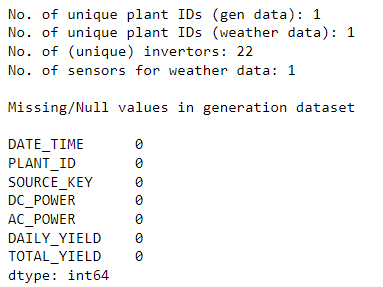 No. of unique plant IDs (gen data): 1
No. of unique plant IDs (weather data): 1
No. of (unique) invertors: 22
No. of sensors for weather data: 1
Missing/Null values in generation dataset
DATE_TIME 0
PLANT_ID 0
SOURCE_KEY 0
DC_POWER 0
AC_POWER 0
DAILY_YIELD 0
TOTAL_YIELD 0
dtype: int64